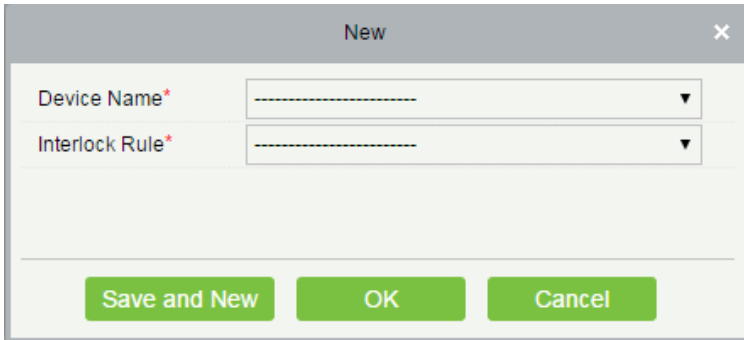 New
Device Name* ------------------------
Interlock Rule* ------------------------
Save and New OK Cancel